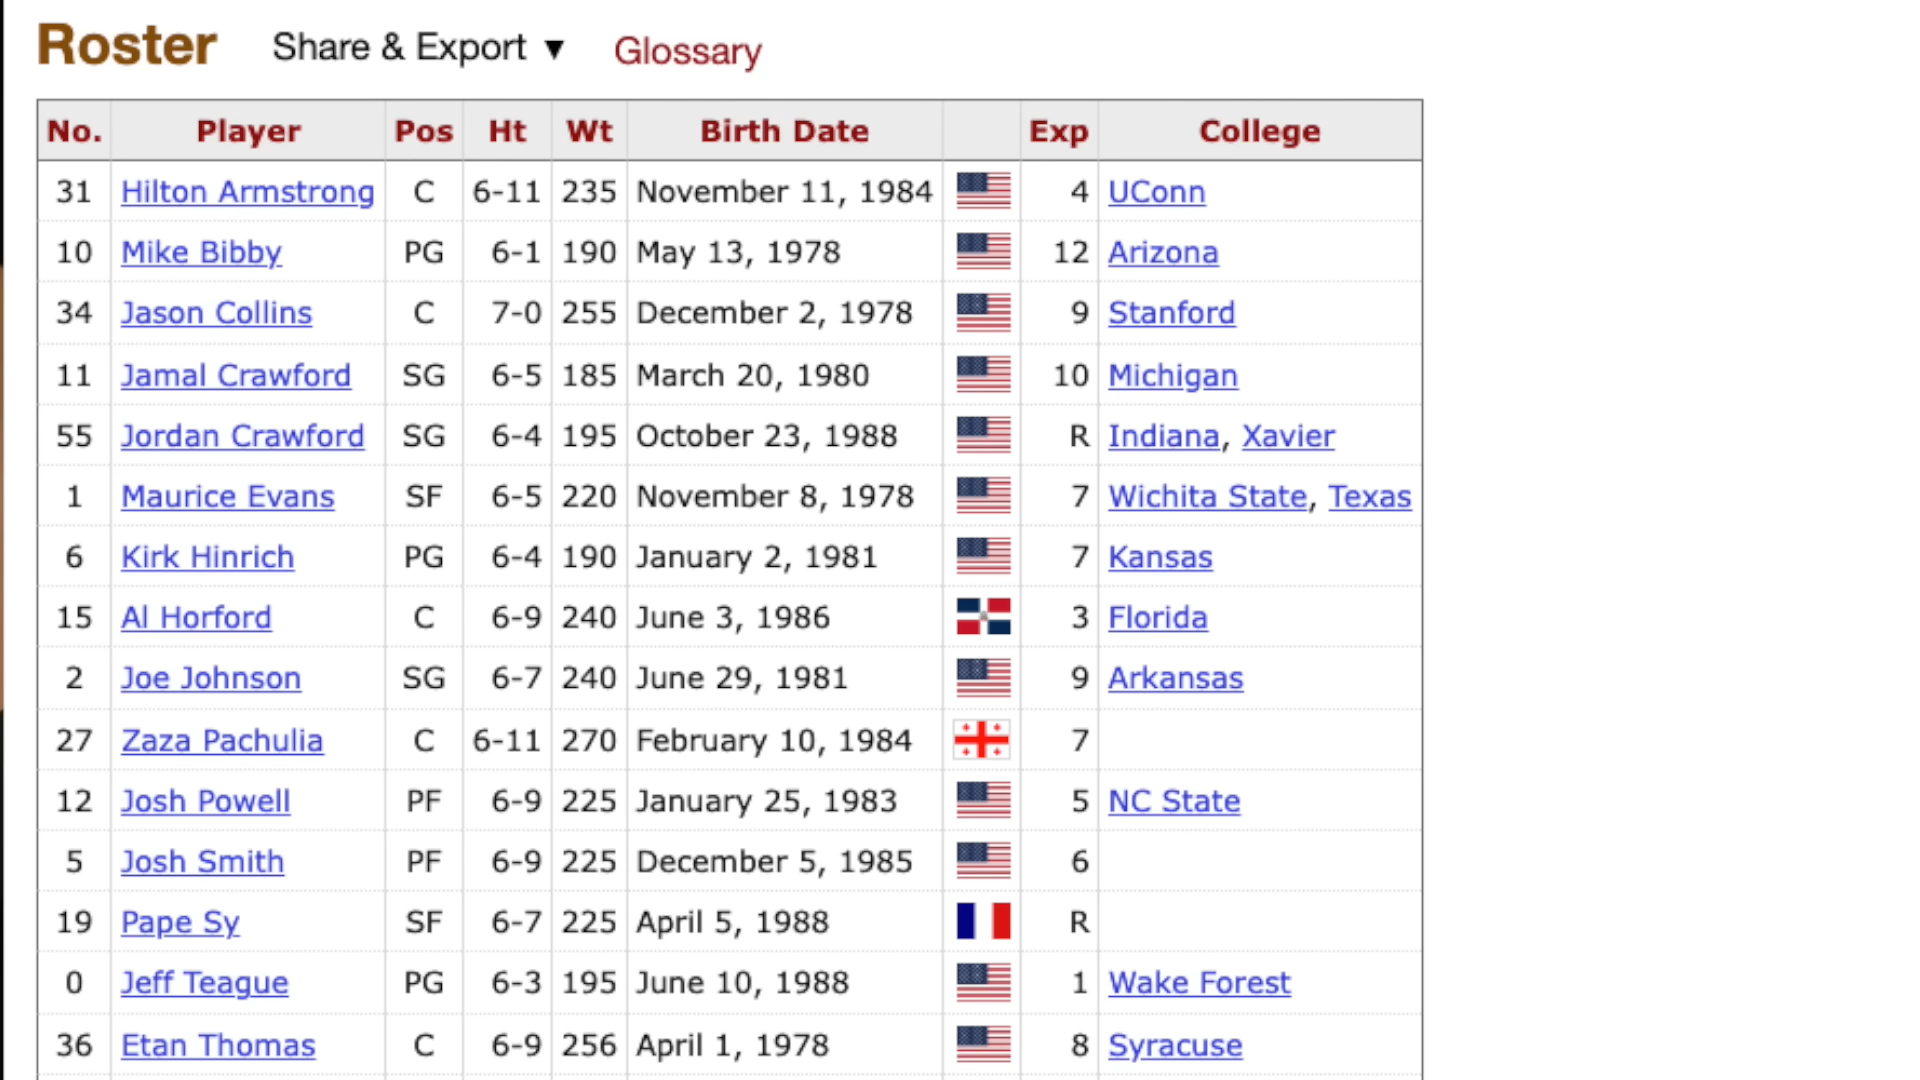 Roster Share & Export ▼ Glossary
No. Player Pos Ht Wt Birth Date Exp College
31 Hilton Armstrong C 6-11 235 November 11, 1984 4 UConn
10 Mike Bibby PG 6-1 190 May 13, 1978 12 Arizona
34 Jason Collins C 7-0 255 December 2, 1978 9 Stanford
11 Jamal Crawford SG 6-5 185 March 20, 1980 10 Michigan
55 Jordan Crawford SG 6-4 195 October 23, 1988 R Indiana, Xavier
1 Maurice Evans SF 6-5 220 November 8, 1978 7 Wichita State, Texas
6 Kirk Hinrich PG 6-4 190 January 2, 1981 7 Kansas
15 Al Horford C 6-9 240 June 3, 1986 3 Florida
2 Joe Johnson SG 6-7 240 June 29, 1981 9 Arkansas
27 Zaza Pachulia C 6-11 270 February 10, 1984 7
12 Josh Powell PF 6-9 225 January 25, 1983 5 NC State
5 Josh Smith PF 6-9 225 December 5, 1985 6
19 Pape Sy SF 6-7 225 April 5, 1988 R
0 Jeff Teague PG 6-3 195 June 10, 1988 1 Wake Forest
36 Etan Thomas C 6-9 256 April 1, 1978 8 Syracuse